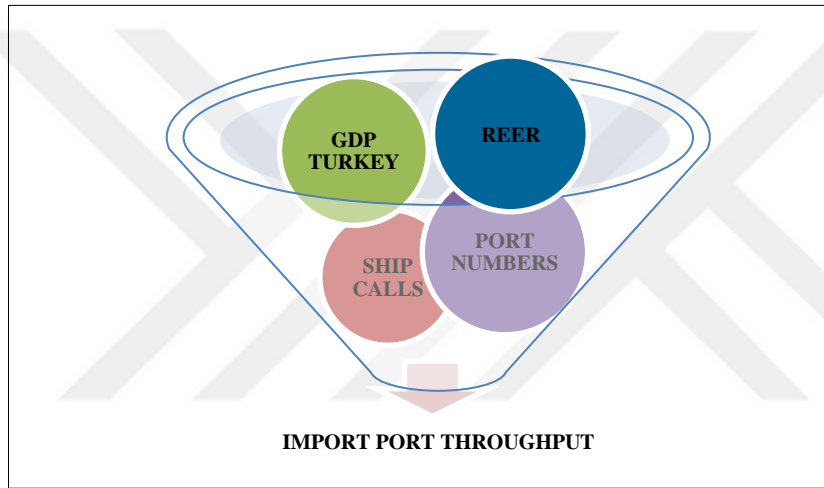 GDP
TURKEY
REER
SHIP
CALLS
PORT
NUMBERS
IMPORT PORT THROUGHPUT